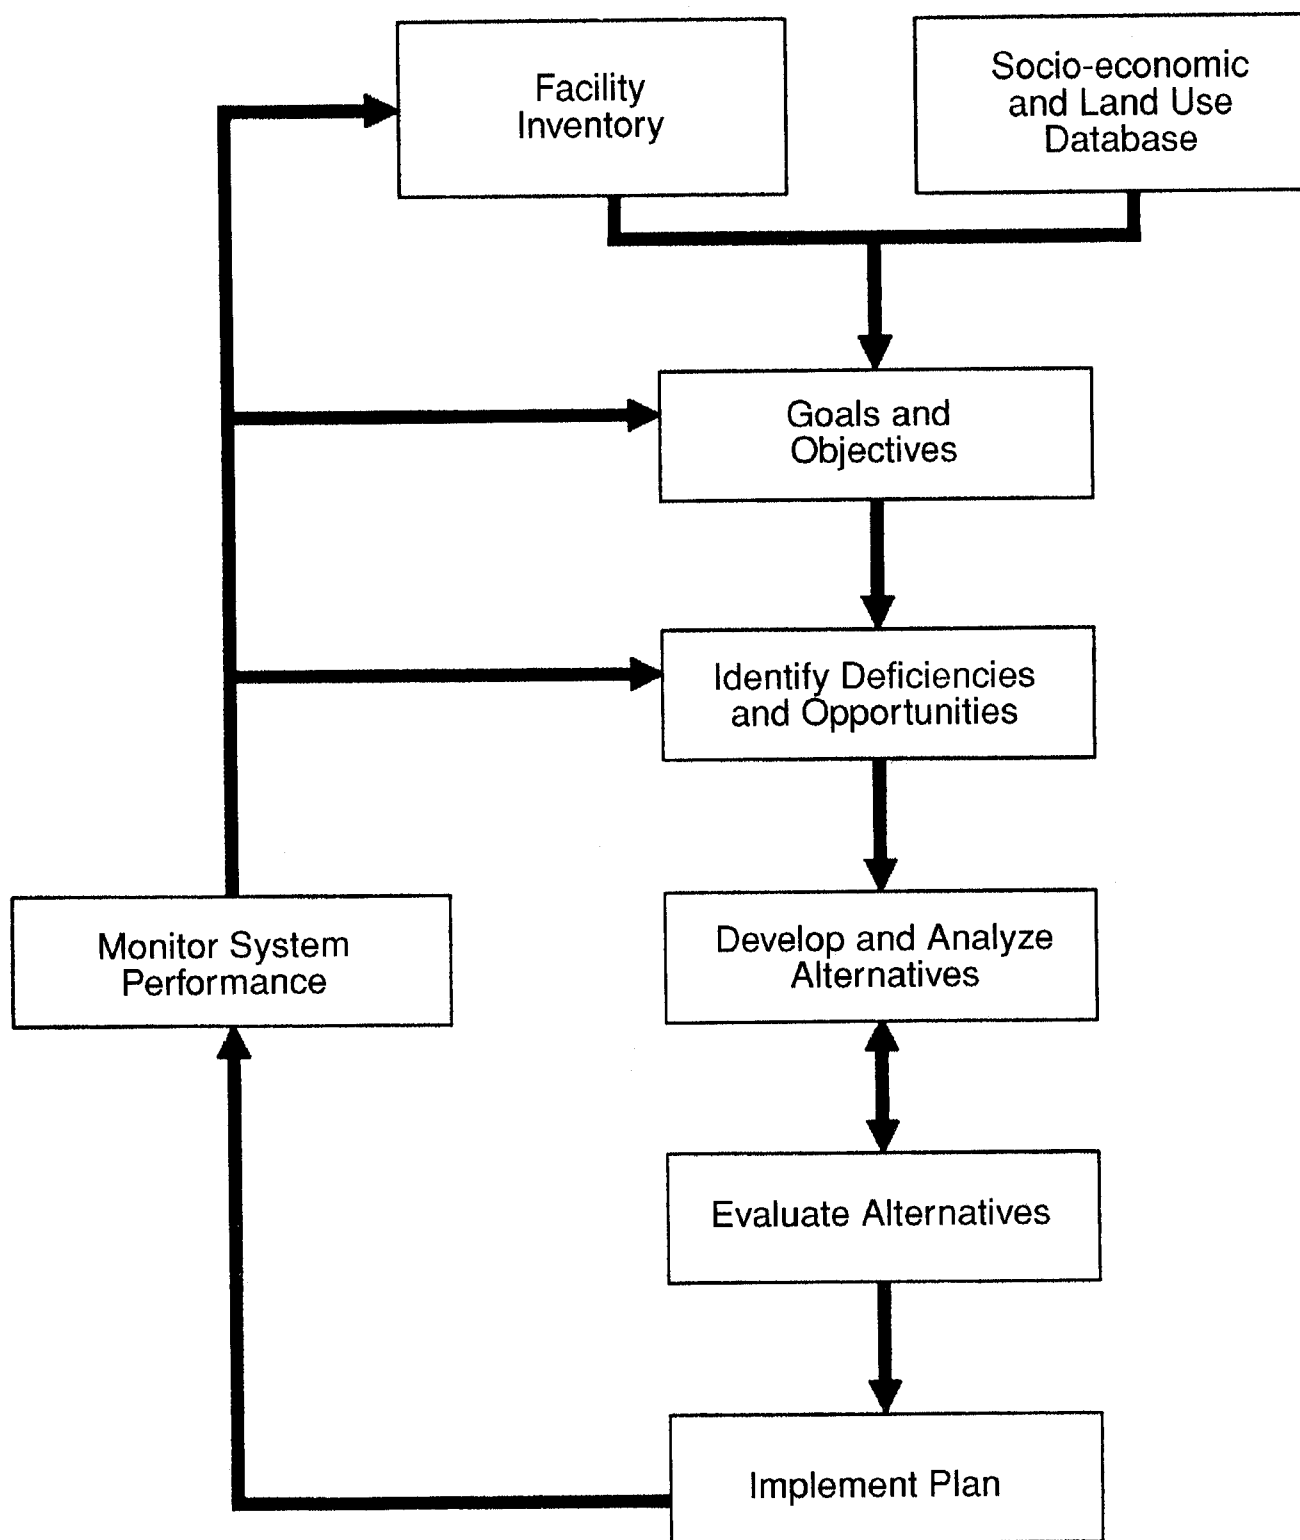 Facility
Inventory
Socio-economic
and Land Use
Database
Goals and
Objectives
Identify Deficiencies
and Opportunities
Monitor System
Performance
Develop and Analyze
Alternatives
Evaluate Alternatives
Implement Plan